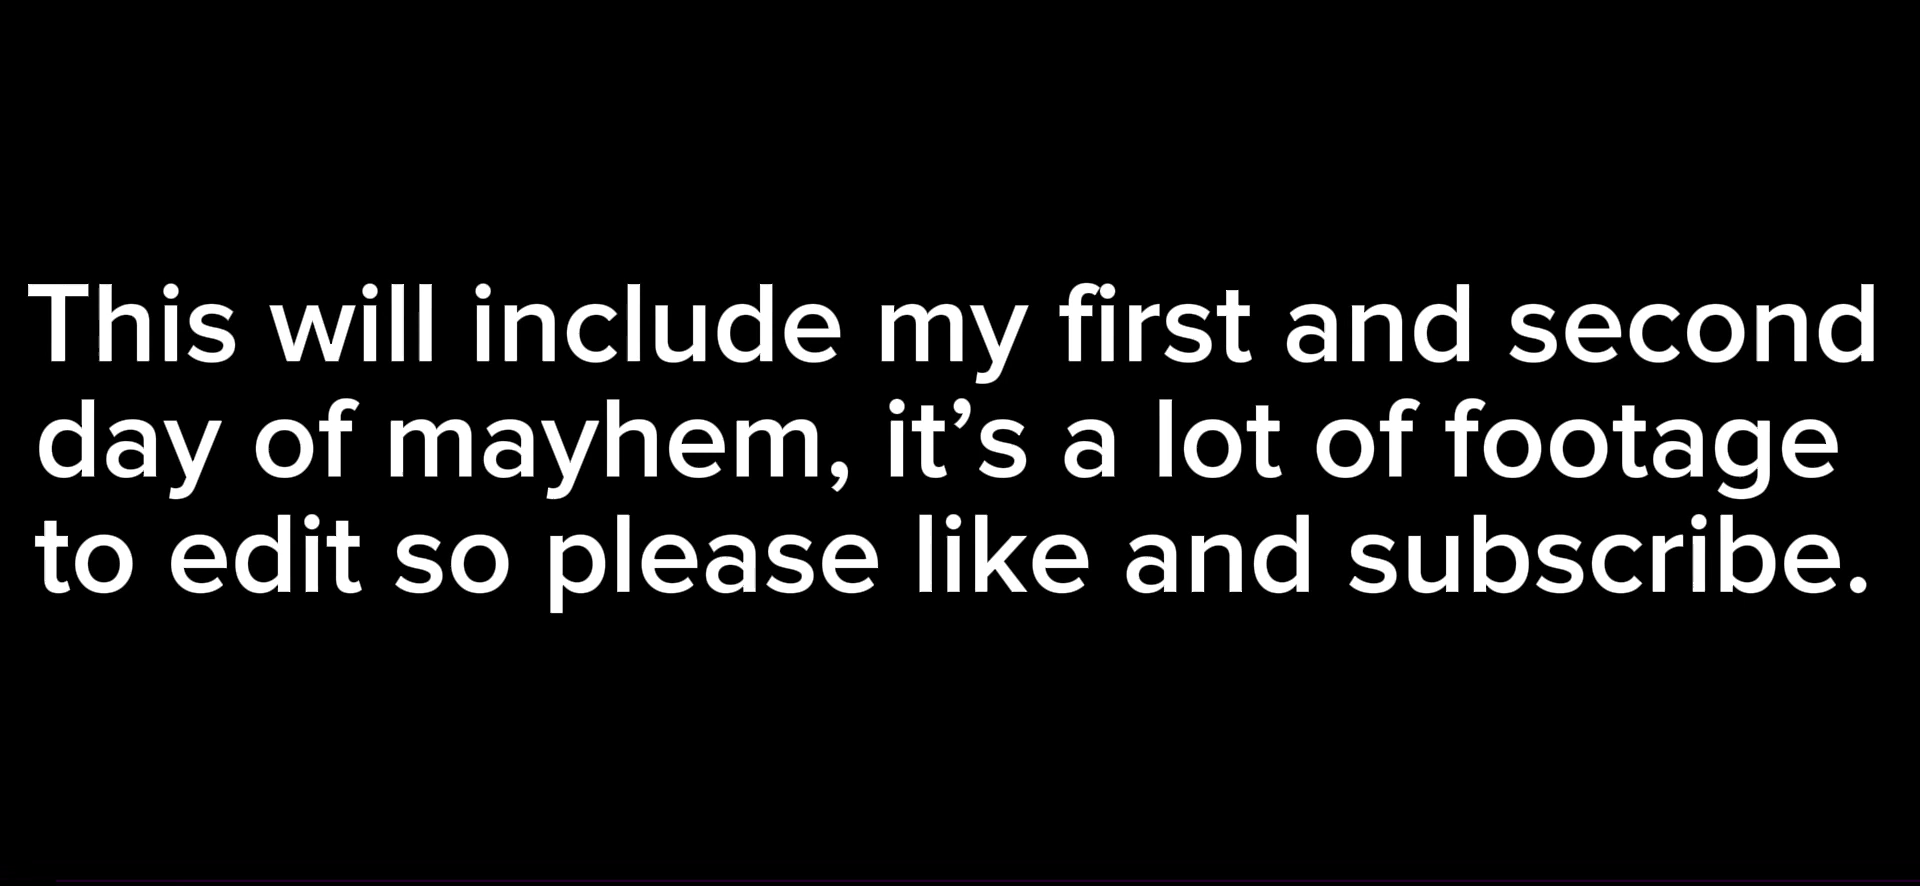 This will include my first and second
day of mayhem, it’s a lot of footage
to edit so please like and subscribe.